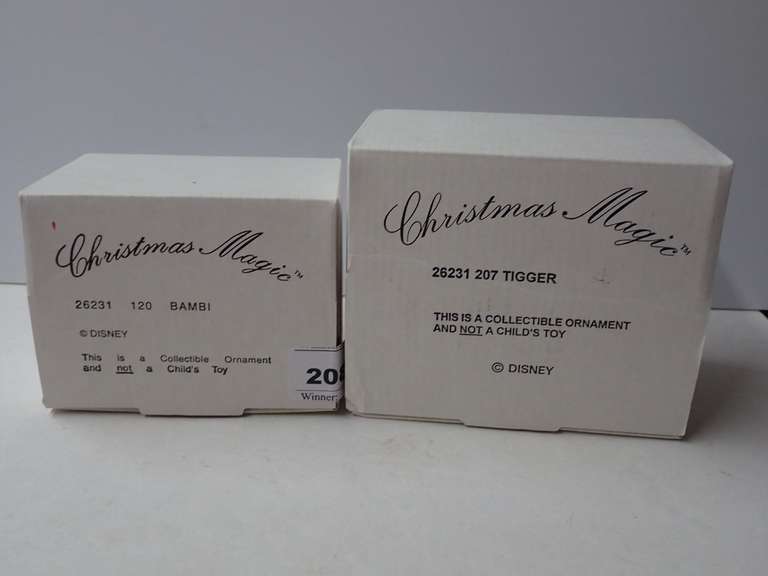 Christmas Magic™
26231 120 BAMBI
© DISNEY
This is a Collectible Ornament
and not a Child's Toy
Winner
Christmas Magic™
26231 207 TIGGER
THIS IS A COLLECTIBLE ORNAMENT
AND NOT A CHILD'S TOY
© DISNEY